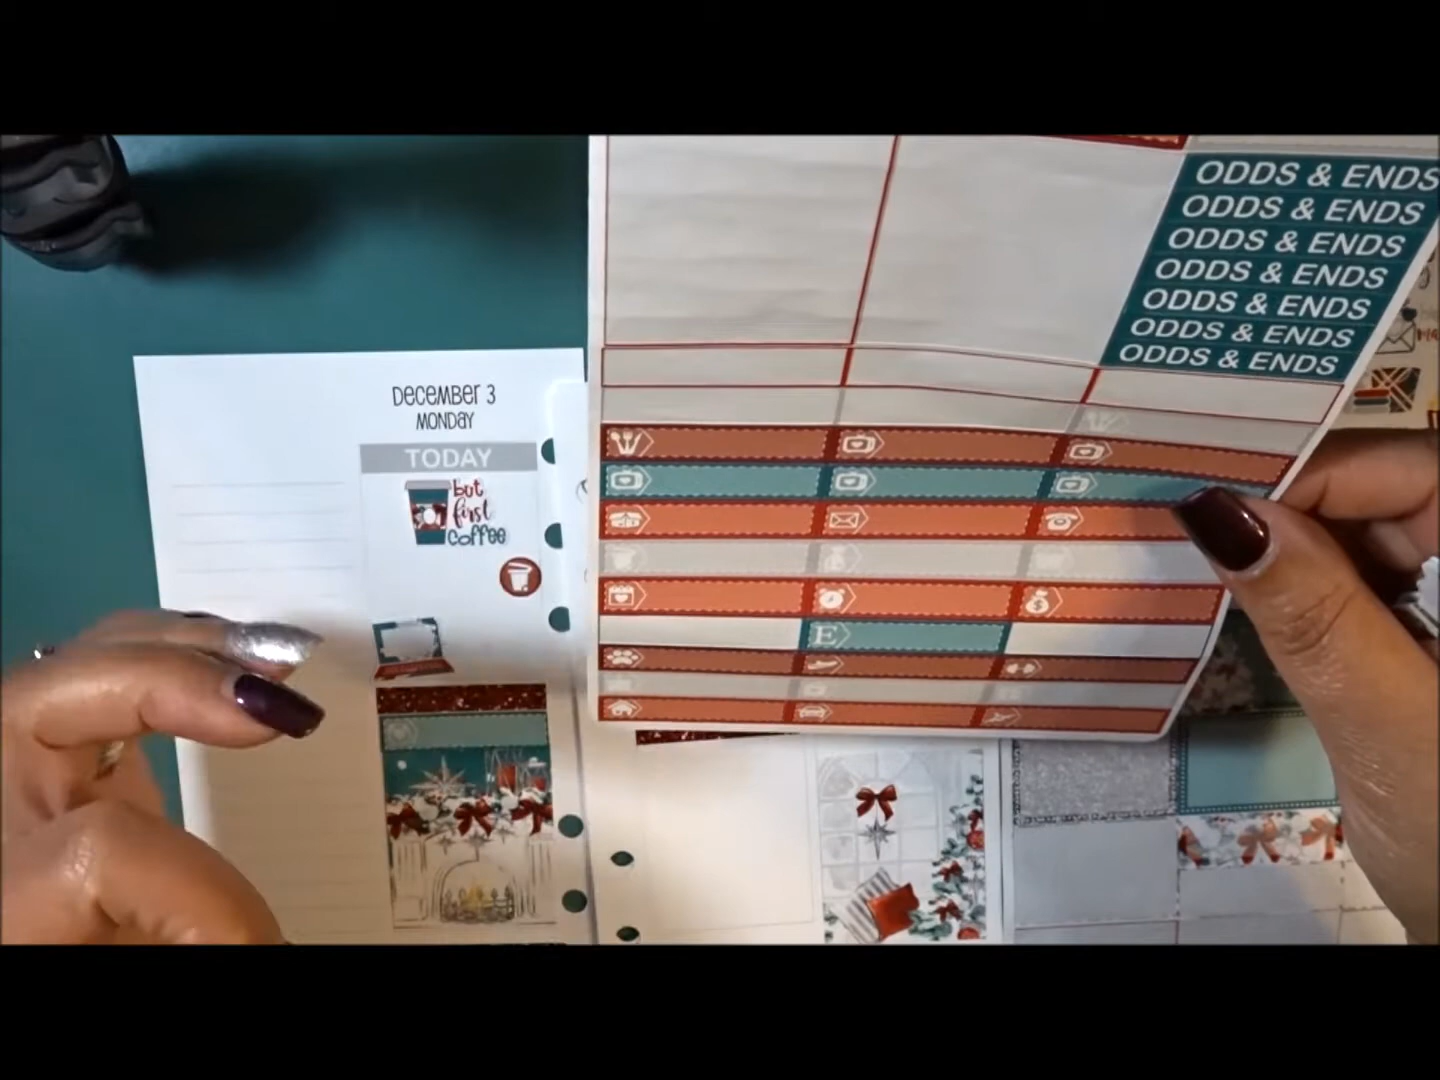 December 3
Monday
TODAY
but
first
coffee
ODDS & ENDS
ODDS & ENDS
ODDS & ENDS
ODDS & ENDS
ODDS & ENDS
ODDS & ENDS
ODDS & ENDS
E